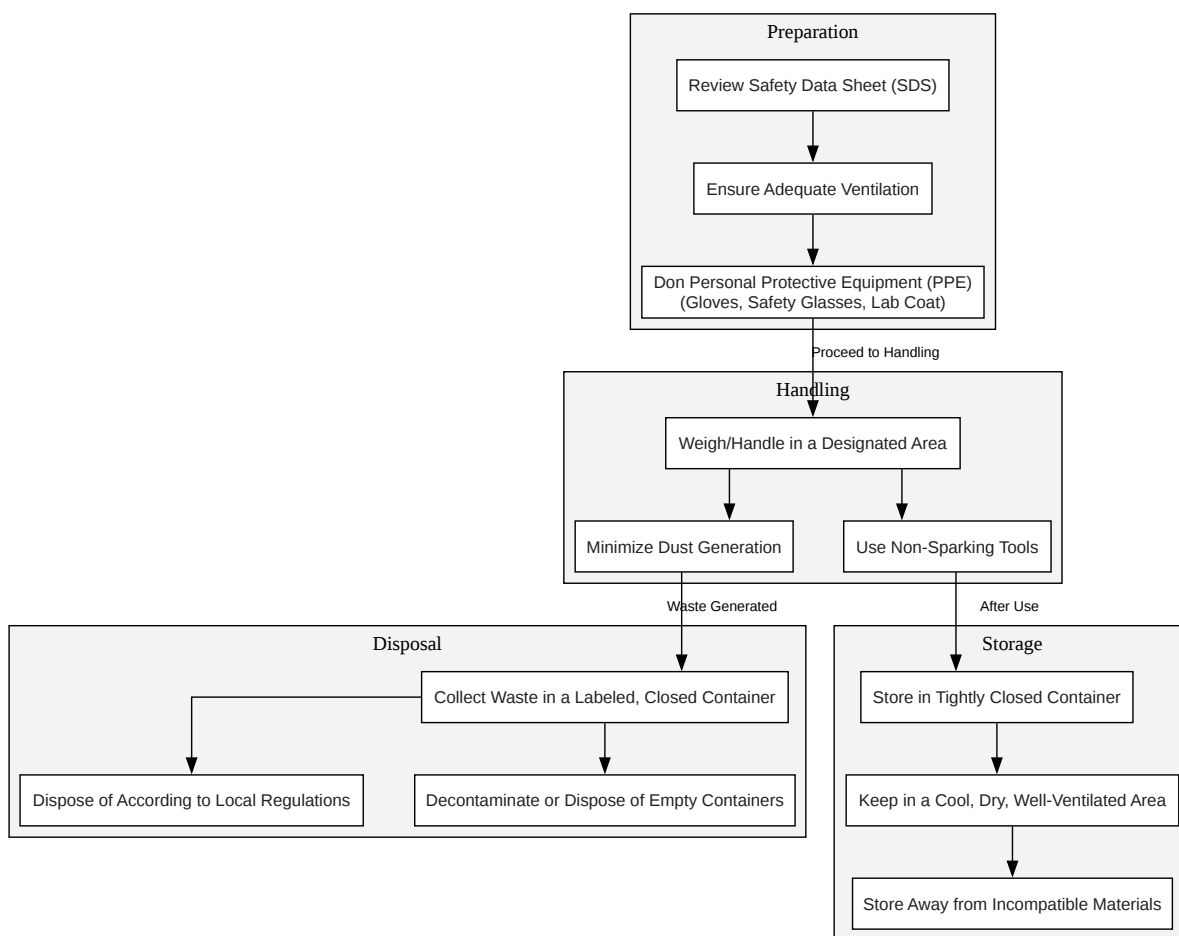 Preparation
Review Safety Data Sheet (SDS)
Ensure Adequate Ventilation
Don Personal Protective Equipment (PPE)
(Gloves, Safety Glasses, Lab Coat)
Proceed to Handling
Handling
Weigh/Handle in a Designated Area
Minimize Dust Generation
Use Non-Sparking Tools
Waste Generated
After Use
Disposal
Storage
Collect Waste in a Labeled, Closed Container
Store in Tightly Closed Container
Dispose of According to Local Regulations
Decontaminate or Dispose of Empty Containers
Keep in a Cool, Dry, Well-Ventilated Area
Store Away from Incompatible Materials